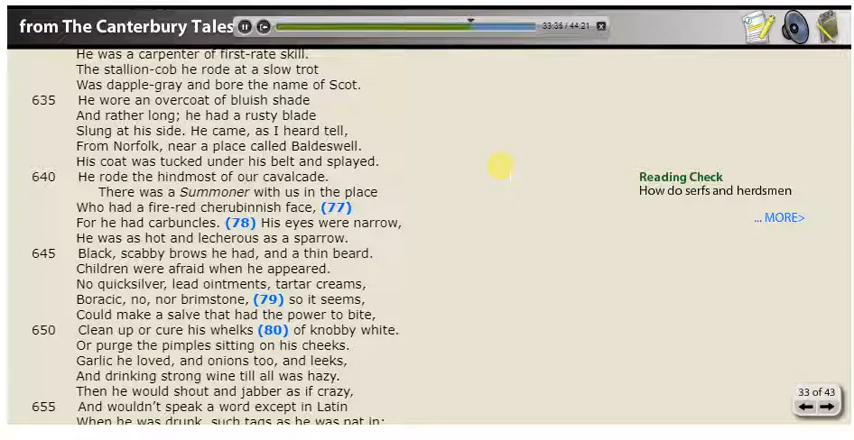 from The Canterbury Tales
33:35 / 44:21
He was a carpenter of first-rate skill.
The stallion-cob he rode at a slow trot
Was dapple-gray and bore the name of Scot.
635 He wore an overcoat of bluish shade
And rather long; he had a rusty blade
Slung at his side. He came, as I heard tell,
From Norfolk, near a place called Baldeswell.
His coat was tucked under his belt and splayed.
640 He rode the hindmost of our cavalcade.
There was a Summoner with us in the place
Who had a fire-red cherubinnish face, (77)
For he had carbuncles. (78) His eyes were narrow,
He was as hot and lecherous as a sparrow.
645 Black, scabby brows he had, and a thin beard.
Children were afraid when he appeared.
No quicksilver, lead ointments, tartar creams,
Boracic, no, nor brimstone, (79) so it seems,
Could make a salve that had the power to bite,
650 Clean up or cure his whelks (80) of knobby white.
Or purge the pimples sitting on his cheeks.
Garlic he loved, and onions too, and leeks,
And drinking strong wine till all was hazy.
Then he would shout and jabber as if crazy,
655 And wouldn't speak a word except in Latin
When he was drunk, such tags as he was pat in;
Reading Check
How do serfs and herdsmen
... MORE>
33 of 43